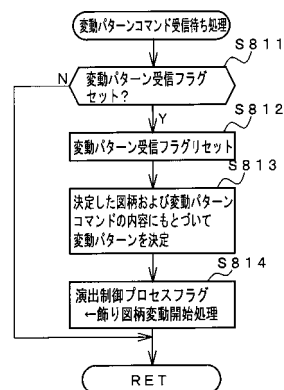 変動パターンコマンド受信待ち処理
S811
N
変動パターン受信フラグ
セット?
Y
S812
変動パターン受信フラグリセット
S813
決定した図柄および変動パターン
コマンドの内容にもとづいて
変動パターンを決定
S814
演出制御プロセスフラグ
←飾り図柄変動開始処理
RET